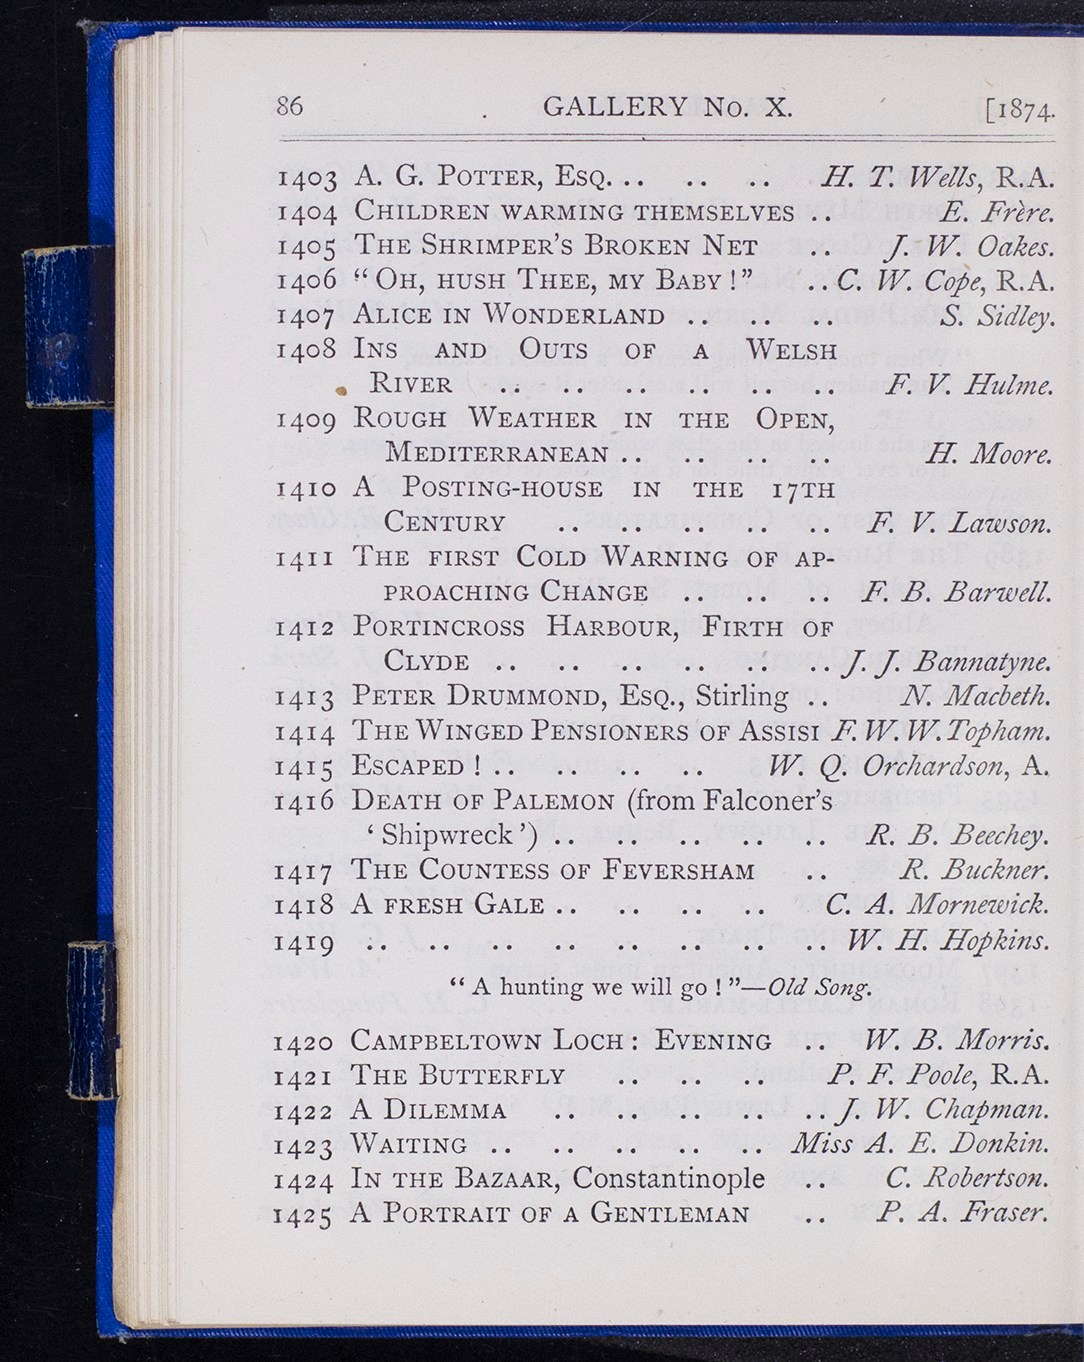 86 GALLERY No. X. [1874.
1403 A. G. Potter, Esq. .. .. .. H. T. Wells, R.A.
1404 Children warming themselves .. E. Frère.
1405 The Shrimper's Broken Net .. J. W. Oakes.
1406 “Oh, hush Thee, my Baby!” .. C. W. Cope, R.A.
1407 Alice in Wonderland .. .. .. S. Sidley.
1408 Ins and Outs of a Welsh
River .. .. .. .. .. .. F. V. Hulme.
1409 Rough Weather in the Open,
Mediterranean .. .. .. .. H. Moore.
1410 A Posting-house in the 17th
Century .. .. .. .. .. F. V. Lawson.
1411 The first Cold Warning of ap-
proaching Change .. .. .. F. B. Barwell.
1412 Portincross Harbour, Firth of
Clyde .. .. .. .. .. .. J. J. Bannatyne.
1413 Peter Drummond, Esq., Stirling .. N. Macbeth.
1414 The Winged Pensioners of Assisi F. W. W. Topham.
1415 Escaped! .. .. .. .. W. Q. Orchardson, A.
1416 Death of Palemon (from Falconer's
‘Shipwreck’) .. .. .. .. .. R. B. Beechey.
1417 The Countess of Feversham .. R. Buckner.
1418 A fresh Gale .. .. .. .. C. A. Mornewick.
1419 .. .. .. .. .. .. .. .. W. H. Hopkins.
“A hunting we will go!”—Old Song.
1420 Campbeltown Loch: Evening .. W. B. Morris.
1421 The Butterfly .. .. .. P. F. Poole, R.A.
1422 A Dilemma .. .. .. .. .. J. W. Chapman.
1423 Waiting .. .. .. .. .. Miss A. E. Donkin.
1424 In the Bazaar, Constantinople .. C. Robertson.
1425 A Portrait of a Gentleman .. P. A. Fraser.